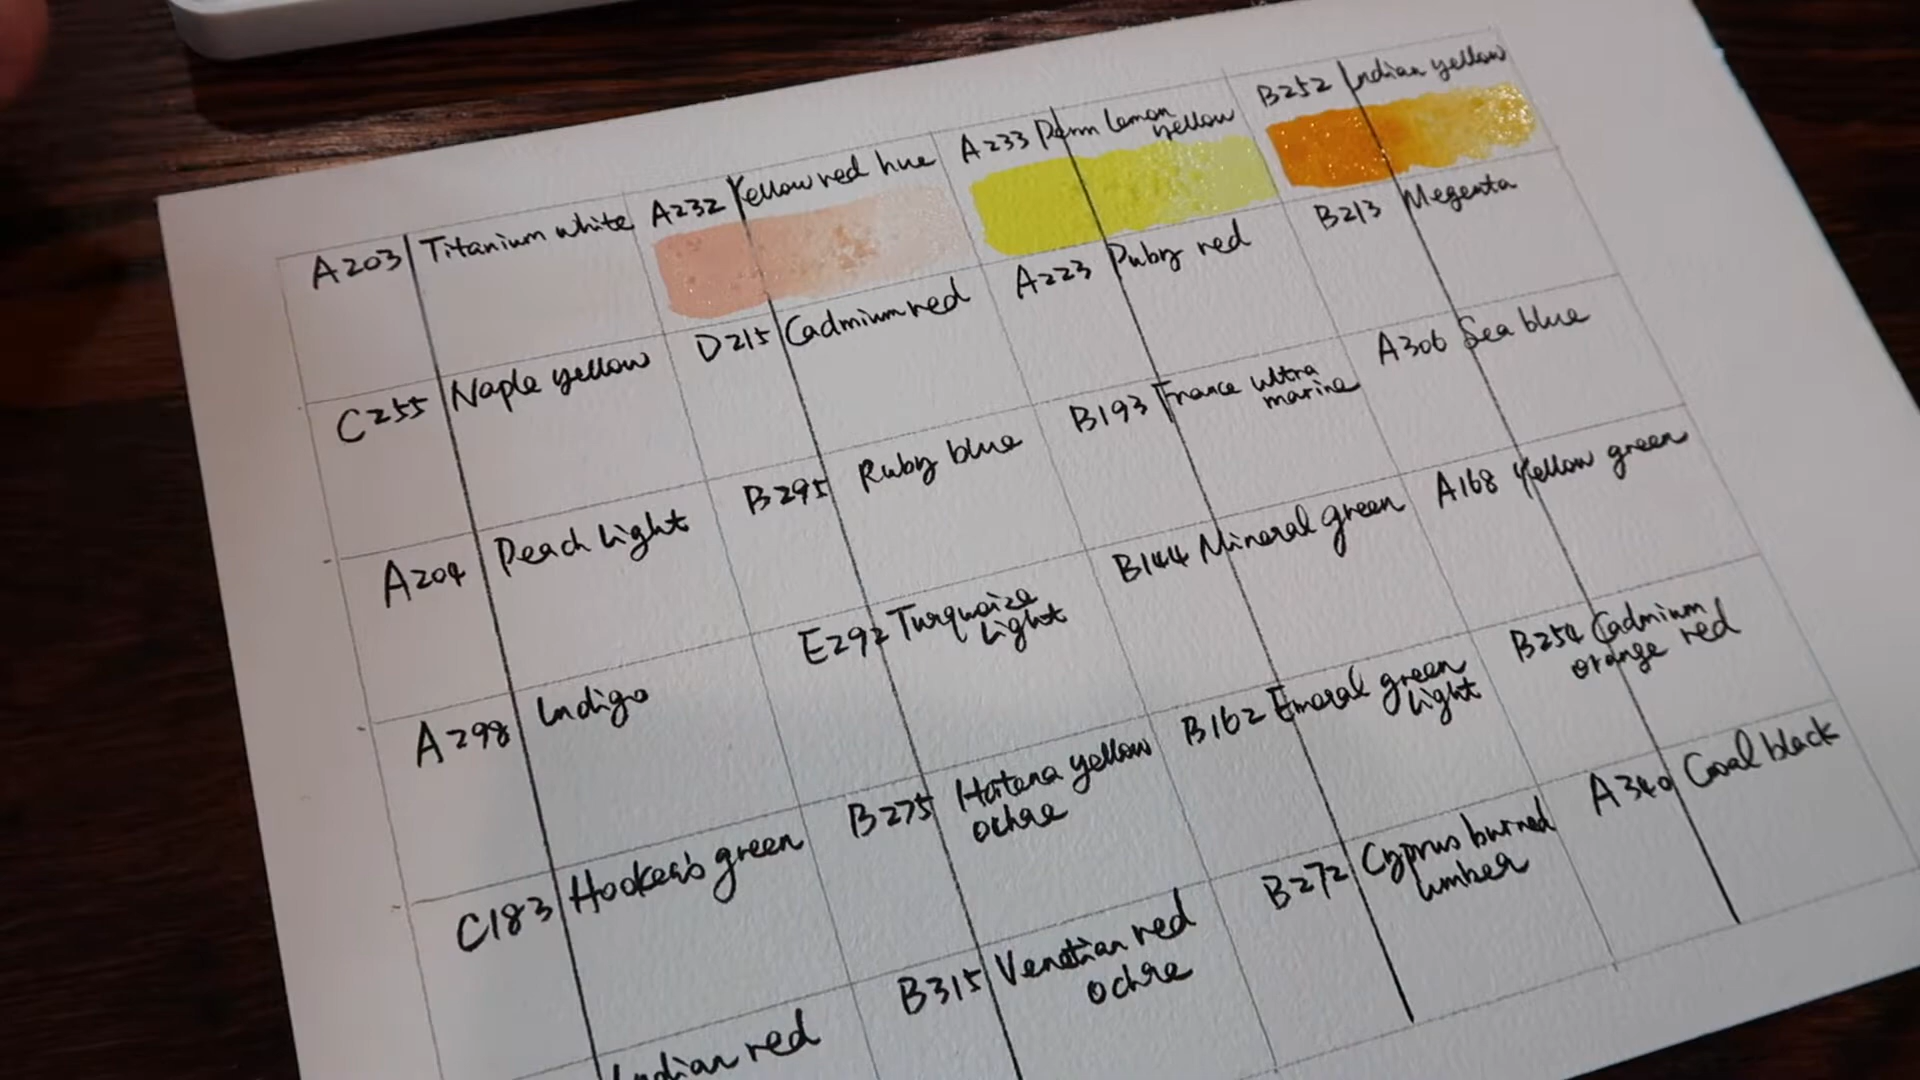 A203 Titanium white
A232 Yellow red hue
A233 Perm lemon
yellow
B252 Indian yellow
C255 Naple yellow
D215 Cadmium red
A223 Ruby red
B213 Megenta
A204 Peach light
B295 Ruby blue
B193 France ultra
marine
A306 Sea blue
A298 Indigo
E292 Turquoize
light
B144 Mineral green
A168 Yellow green
C183 Hooker's green
B275 Hatena yellow
ochre
B162 Emeral green
light
B254 Cadmium
orange red
Indian red
B315 Venetian red
ochre
B272 Cyprus burned
umber
A340 Coal black